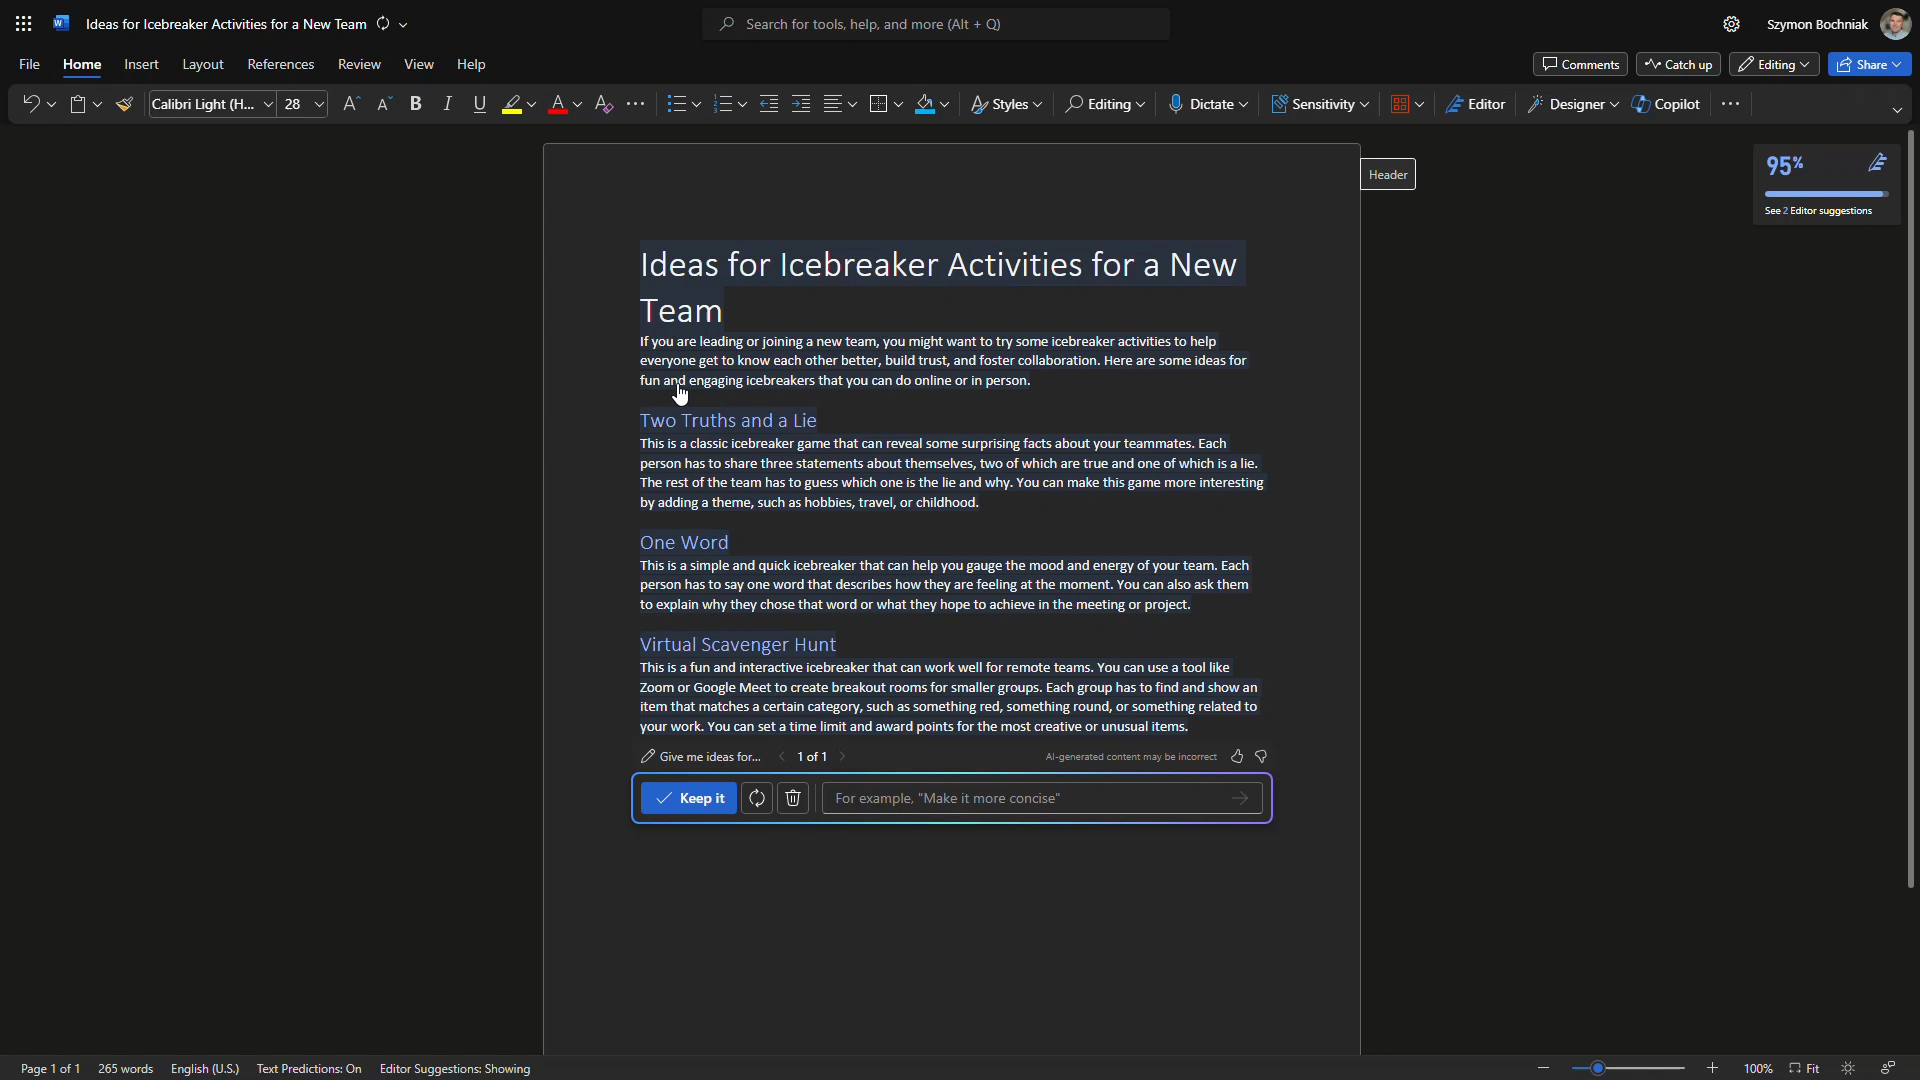 Ideas for Icebreaker Activities for a New Team
Search for tools, help, and more (Alt + Q)
Szymon Bochniak
File Home Insert Layout References Review View Help
Comments Catch up Editing Share
Calibri Light (H... 28 A A B I U A A Styles Editing Dictate Sensitivity Editor Designer Copilot
Header
95%
See 2 Editor suggestions
Ideas for Icebreaker Activities for a New
Team
If you are leading or joining a new team, you might want to try some icebreaker activities to help
everyone get to know each other better, build trust, and foster collaboration. Here are some ideas for
fun and engaging icebreakers that you can do online or in person.
Two Truths and a Lie
This is a classic icebreaker game that can reveal some surprising facts about your teammates. Each
person has to share three statements about themselves, two of which are true and one of which is a lie.
The rest of the team has to guess which one is the lie and why. You can make this game more interesting
by adding a theme, such as hobbies, travel, or childhood.
One Word
This is a simple and quick icebreaker that can help you gauge the mood and energy of your team. Each
person has to say one word that describes how they are feeling at the moment. You can also ask them
to explain why they chose that word or what they hope to achieve in the meeting or project.
Virtual Scavenger Hunt
This is a fun and interactive icebreaker that can work well for remote teams. You can use a tool like
Zoom or Google Meet to create breakout rooms for smaller groups. Each group has to find and show an
item that matches a certain category, such as something red, something round, or something related to
your work. You can set a time limit and award points for the most creative or unusual items.
Give me ideas for... 1 of 1 AI-generated content may be incorrect
Keep it For example, "Make it more concise"
Page 1 of 1 265 words English (U.S.) Text Predictions: On Editor Suggestions: Showing 100% Fit